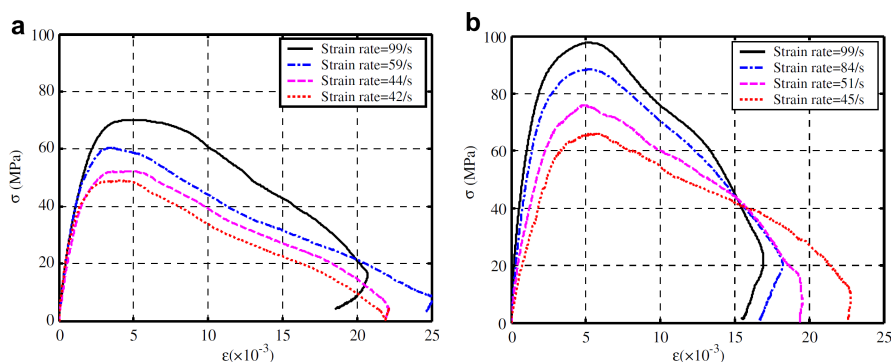 a
σ (MPa)
100
80
60
40
20
0
0 5 10 15 20 25
ε(×10⁻³)
Strain rate=99/s
Strain rate=59/s
Strain rate=44/s
Strain rate=42/s
b
σ (MPa)
100
80
60
40
20
0
0 5 10 15 20 25
ε(×10⁻³)
Strain rate=99/s
Strain rate=84/s
Strain rate=51/s
Strain rate=45/s